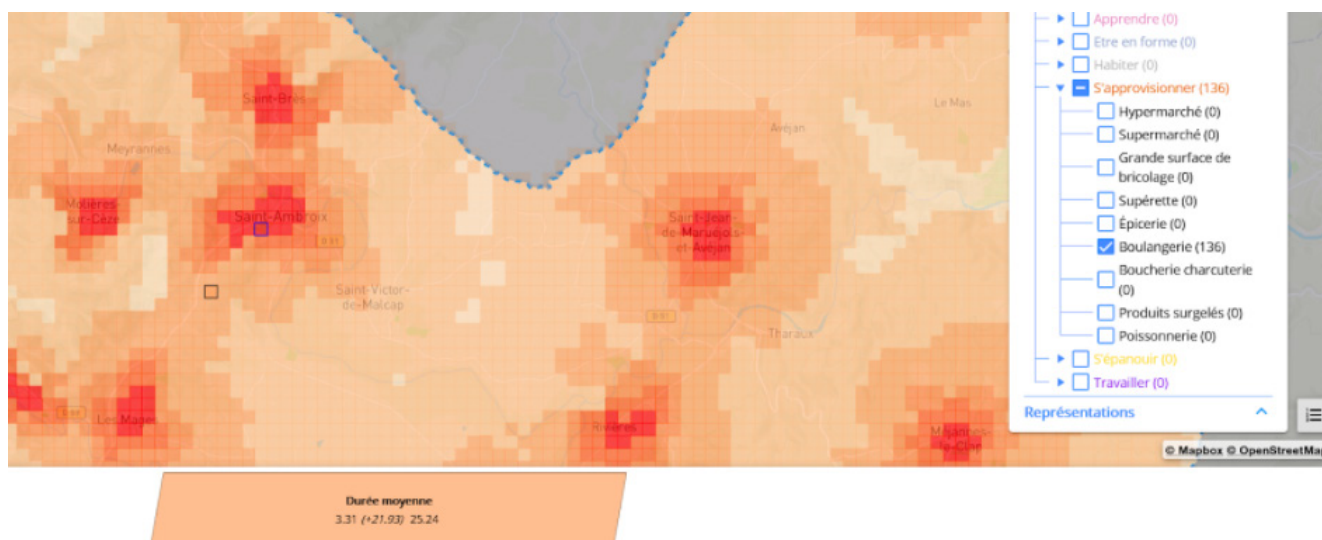 Apprendre (0)
Etre en forme (0)
Habiter (0)
S'approvisionner (136)
Hypermarché (0)
Supermarché (0)
Grande surface de
bricolage (0)
Supérette (0)
Épicerie (0)
Boulangerie (136)
Boucherie charcuterie
(0)
Produits surgelés (0)
Poissonnerie (0)
S'épanouir (0)
Travailler (0)
Représentations
Saint-Brès
Meyrannes
Le Mas
Avéjan
Molières-
sur-Cèze
Saint-Ambroix
D 51
Saint-Jean-
de-Maruéjols-
et-Avéjan
Saint-Victor-
de-Malcap
Tharaux
Les Mages
Rivières
Méjannes-
le-Clap
© Mapbox © OpenStreetMap
Durée moyenne
3.31 (+21.93) 25.24